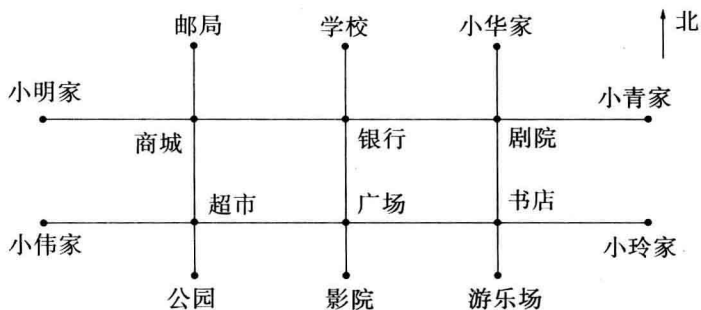 邮局 学校 小华家 北
小明家 小青家
商城 银行 剧院
超市 广场 书店
小伟家 小玲家
公园 影院 游乐场